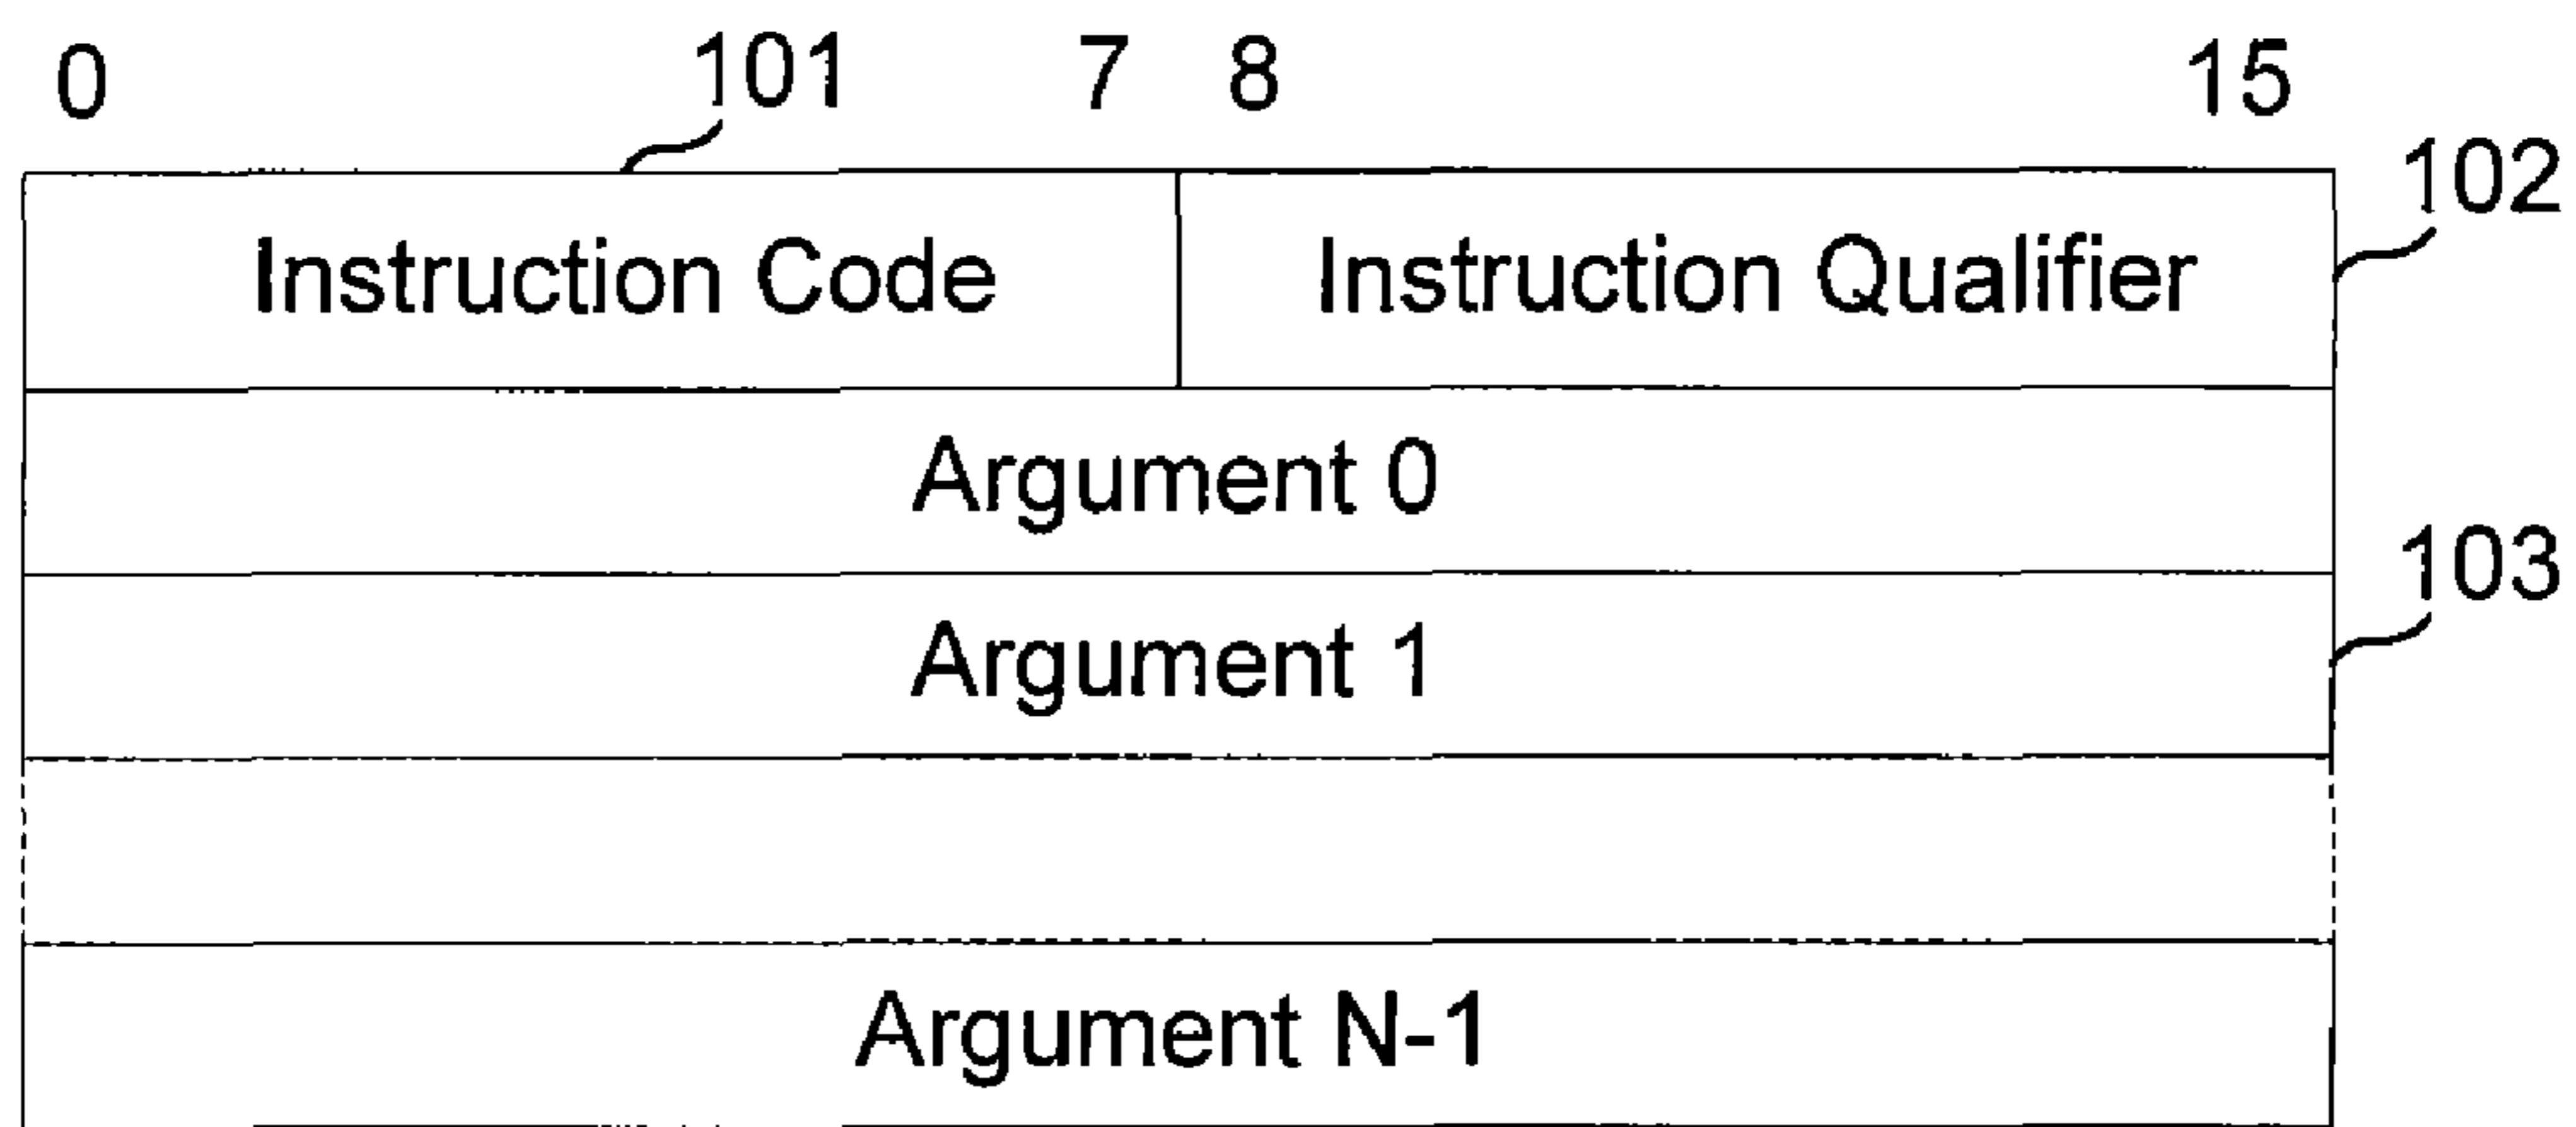 0 101 7 8 15
102
Instruction Code Instruction Qualifier
Argument 0
103
Argument 1
Argument N-1